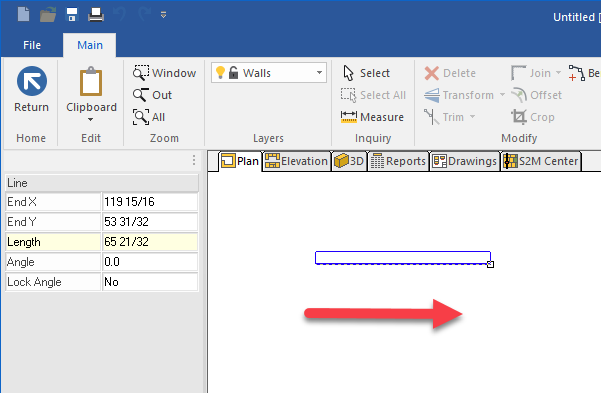 Untitled [
File Main
Return
Home
Clipboard
Edit
Window
Out
All
Zoom
Walls
Layers
Select
Select All
Measure
Inquiry
Delete Join Be
Transform Offset
Trim Crop
Modify
Plan Elevation 3D Reports Drawings S2M Center
Line
End X 119 15/16
End Y 53 31/32
Length 65 21/32
Angle 0.0
Lock Angle No